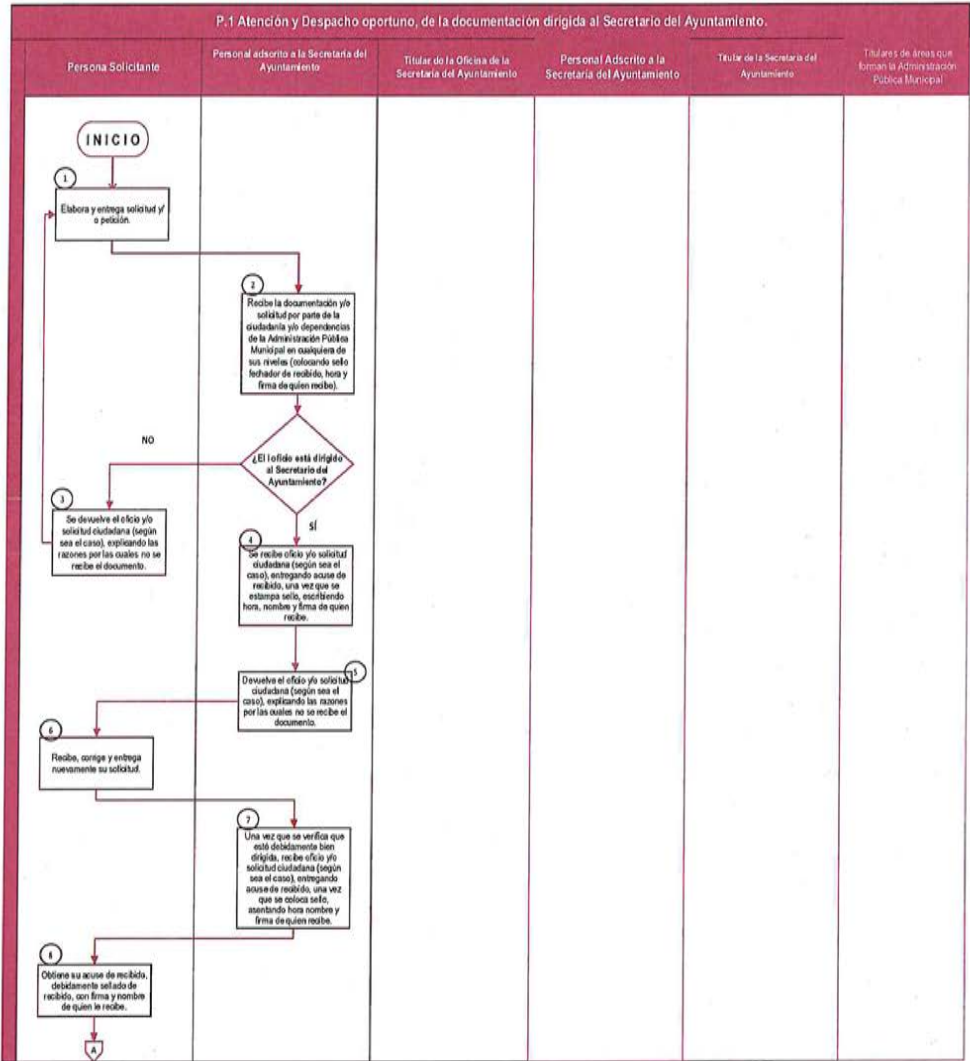 P.1 Atención y Despacho oportuno, de la documentación dirigida al Secretario del Ayuntamiento.
Persona Solicitante
Personal adscrito a la Secretaría del
Ayuntamiento
Titular de la Oficina de la
Secretaría del Ayuntamiento
Personal Adscrito a la
Secretaría del Ayuntamiento
Titular de la Secretaría del
Ayuntamiento
Titulares de áreas que
forman la Administración
Pública Municipal
INICIO
1
Elabora y entrega solicitud y/
o petición.
2
Recibe la documentación y/o
solicitud por parte de la
ciudadanía y/o dependencias
de la Administración Pública
Municipal en cualquiera de
sus niveles (colocando sello
fechador de recibido, hora y
firma de quien recibe).
NO
¿El oficio está dirigido
al Secretario del
Ayuntamiento?
3
Se devuelve el oficio y/o
solicitud ciudadana (según
sea el caso), explicando las
razones por las cuales no se
recibe el documento.
SÍ
4
Se recibe oficio y/o solicitud
ciudadana (según sea el
caso), entregando acuse de
recibido, una vez que se
estampa sello, escribiendo
hora, nombre y firma de quien
recibe.
5
Devuelve el oficio y/o solicitud
ciudadana (según sea el
caso), explicando las razones
por las cuales no se recibe el
documento.
6
Recibe, corrige y entrega
nuevamente su solicitud.
7
Una vez que se verifica que
esté debidamente bien
dirigida, recibe oficio y/o
solicitud ciudadana (según
sea el caso), entregando
acuse de recibido, una vez
que se coloca sello,
asentando hora nombre y
firma de quien recibe.
8
Obtiene su acuse de recibido,
debidamente sellado de
recibido, con firma y nombre
de quien le recibe.
A